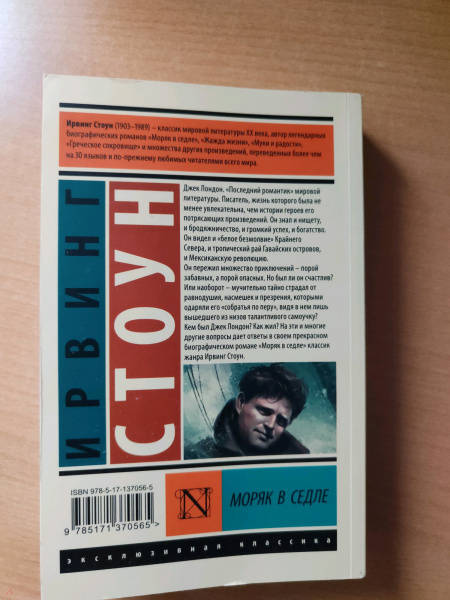 Ирвинг Стоун (1903–1989) – классик мировой литературы XX века, автор легендарных
биографических романов «Моряк в седле», «Жажда жизни», «Муки и радости»,
«Греческое сокровище» и множества других произведений, переведенных более чем
на 30 языков и по-прежнему любимых читателями всего мира.
ИРВИНГ
СТОУН
Джек Лондон. «Последний романтик» мировой
литературы. Писатель, жизнь которого была не
менее увлекательна, чем истории героев его
потрясающих произведений. Он знал и нищету,
и бродяжничество, и громкий успех, и богатство.
Он видел и «белое безмолвие» Крайнего
Севера, и тропический рай Гавайских островов,
и Мексиканскую революцию.
Он пережил множество приключений – порой
забавных, а порой опасных. Но был ли он счастлив?
Или наоборот – мучительно тайно страдал от
равнодушия, насмешек и презрения, которыми
одаряли его «собратья по перу», видя в нем лишь
вышедшего из низов талантливого самоучку?
Кем был Джек Лондон? Как жил? На эти и многие
другие вопросы дает ответы в своем прекрасном
биографическом романе «Моряк в седле» классик
жанра Ирвинг Стоун.
ISBN 978-5-17-137056-5
9 785171 370565>
N
МОРЯК В СЕДЛЕ
эксклюзивная классика